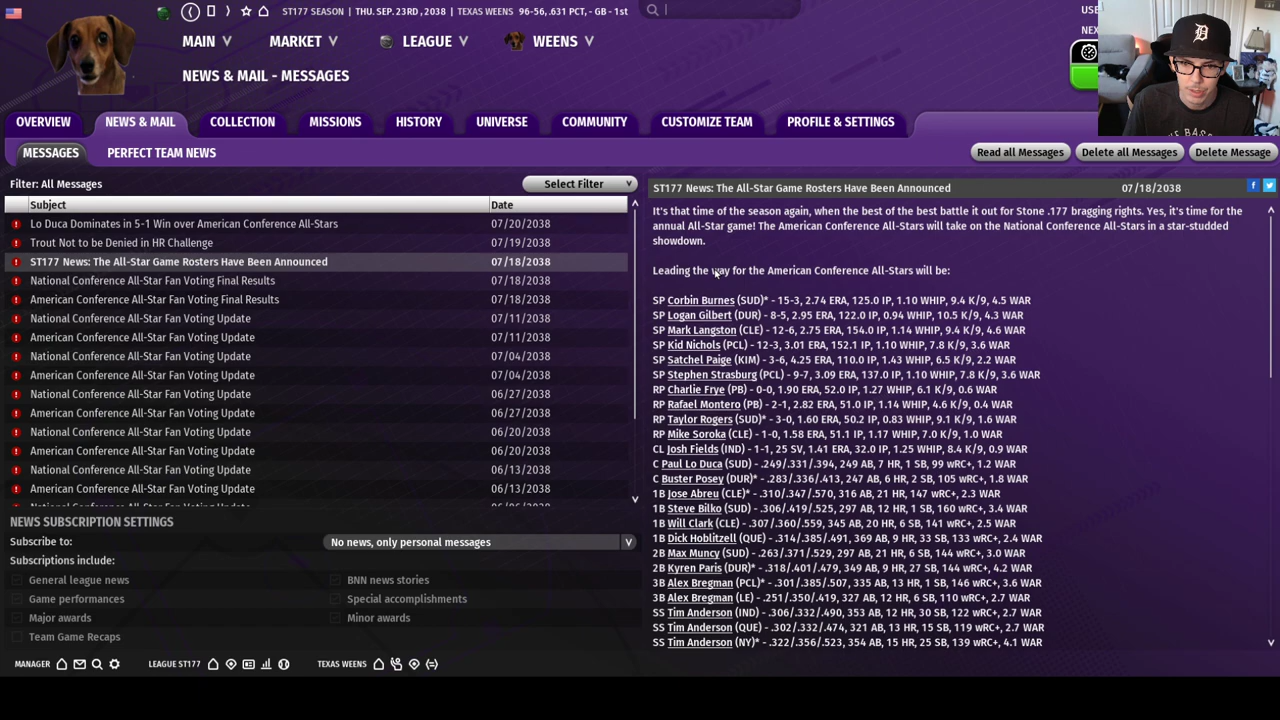 ST177 SEASON | THU. SEP. 23RD , 2038 | TEXAS WEENS 96-56, .631 PCT, - GB - 1st
USE
MAIN
MARKET
LEAGUE
WEENS
NEX
NEWS & MAIL - MESSAGES
OVERVIEW
NEWS & MAIL
COLLECTION
MISSIONS
HISTORY
UNIVERSE
COMMUNITY
CUSTOMIZE TEAM
PROFILE & SETTINGS
MESSAGES
PERFECT TEAM NEWS
Read all Messages
Delete all Messages
Delete Message
Filter: All Messages
Select Filter
Subject
Date
Lo Duca Dominates in 5-1 Win over American Conference All-Stars 07/20/2038
Trout Not to be Denied in HR Challenge 07/19/2038
ST177 News: The All-Star Game Rosters Have Been Announced 07/18/2038
National Conference All-Star Fan Voting Final Results 07/18/2038
American Conference All-Star Fan Voting Final Results 07/18/2038
National Conference All-Star Fan Voting Update 07/11/2038
American Conference All-Star Fan Voting Update 07/11/2038
National Conference All-Star Fan Voting Update 07/04/2038
American Conference All-Star Fan Voting Update 07/04/2038
National Conference All-Star Fan Voting Update 06/27/2038
American Conference All-Star Fan Voting Update 06/27/2038
National Conference All-Star Fan Voting Update 06/20/2038
American Conference All-Star Fan Voting Update 06/20/2038
National Conference All-Star Fan Voting Update 06/13/2038
American Conference All-Star Fan Voting Update 06/13/2038
NEWS SUBSCRIPTION SETTINGS
Subscribe to: No news, only personal messages
Subscriptions include:
General league news
BNN news stories
Game performances
Special accomplishments
Major awards
Minor awards
Team Game Recaps
ST177 News: The All-Star Game Rosters Have Been Announced 07/18/2038
It's that time of the season again, when the best of the best battle it out for Stone .177 bragging rights. Yes, it's time for the
annual All-Star game! The American Conference All-Stars will take on the National Conference All-Stars in a star-studded
showdown.
Leading the way for the American Conference All-Stars will be:
SP Corbin Burnes (SUD)* - 15-3, 2.74 ERA, 125.0 IP, 1.10 WHIP, 9.4 K/9, 4.5 WAR
SP Logan Gilbert (DUR) - 8-5, 2.95 ERA, 122.0 IP, 0.94 WHIP, 10.5 K/9, 4.3 WAR
SP Mark Langston (CLE) - 12-6, 2.75 ERA, 154.0 IP, 1.14 WHIP, 9.4 K/9, 4.6 WAR
SP Kid Nichols (PCL) - 12-3, 3.01 ERA, 152.1 IP, 1.10 WHIP, 7.8 K/9, 3.6 WAR
SP Satchel Paige (KIM) - 3-6, 4.25 ERA, 110.0 IP, 1.43 WHIP, 6.5 K/9, 2.2 WAR
SP Stephen Strasburg (PCL) - 9-7, 3.09 ERA, 137.0 IP, 1.10 WHIP, 7.8 K/9, 3.6 WAR
RP Charlie Frye (PB) - 0-0, 1.90 ERA, 52.0 IP, 1.27 WHIP, 6.1 K/9, 0.6 WAR
RP Rafael Montero (PB) - 2-1, 2.82 ERA, 51.0 IP, 1.14 WHIP, 4.6 K/9, 0.4 WAR
RP Taylor Rogers (SUD)* - 3-0, 1.60 ERA, 50.2 IP, 0.83 WHIP, 9.1 K/9, 1.6 WAR
RP Mike Soroka (CLE) - 1-0, 1.58 ERA, 51.1 IP, 1.17 WHIP, 7.0 K/9, 1.0 WAR
CL Josh Fields (IND) - 1-1, 25 SV, 1.41 ERA, 32.0 IP, 1.25 WHIP, 8.4 K/9, 0.9 WAR
C Paul Lo Duca (SUD) - .249/.331/.394, 249 AB, 7 HR, 1 SB, 99 wRC+, 1.2 WAR
C Buster Posey (DUR)* - .283/.336/.413, 247 AB, 6 HR, 2 SB, 105 wRC+, 1.8 WAR
1B Jose Abreu (CLE)* - .310/.347/.570, 316 AB, 21 HR, 147 wRC+, 2.3 WAR
1B Steve Bilko (SUD) - .306/.419/.525, 297 AB, 12 HR, 1 SB, 160 wRC+, 3.4 WAR
1B Will Clark (CLE) - .307/.360/.559, 345 AB, 20 HR, 6 SB, 141 wRC+, 2.5 WAR
1B Dick Hoblitzell (QUE) - .314/.385/.491, 369 AB, 9 HR, 33 SB, 133 wRC+, 2.4 WAR
2B Max Muncy (SUD) - .263/.371/.529, 297 AB, 21 HR, 6 SB, 144 wRC+, 3.0 WAR
2B Kyren Paris (DUR)* - .318/.401/.479, 349 AB, 9 HR, 27 SB, 144 wRC+, 4.2 WAR
3B Alex Bregman (PCL)* - .301/.385/.507, 335 AB, 13 HR, 1 SB, 146 wRC+, 3.6 WAR
3B Alex Bregman (LE) - .251/.350/.419, 327 AB, 12 HR, 6 SB, 110 wRC+, 2.7 WAR
SS Tim Anderson (IND) - .306/.332/.490, 353 AB, 12 HR, 30 SB, 122 wRC+, 2.7 WAR
SS Tim Anderson (QUE) - .302/.332/.474, 321 AB, 13 HR, 15 SB, 119 wRC+, 2.7 WAR
SS Tim Anderson (NY)* - .322/.356/.523, 354 AB, 15 HR, 25 SB, 139 wRC+, 4.1 WAR
MANAGER
LEAGUE ST177
TEXAS WEENS